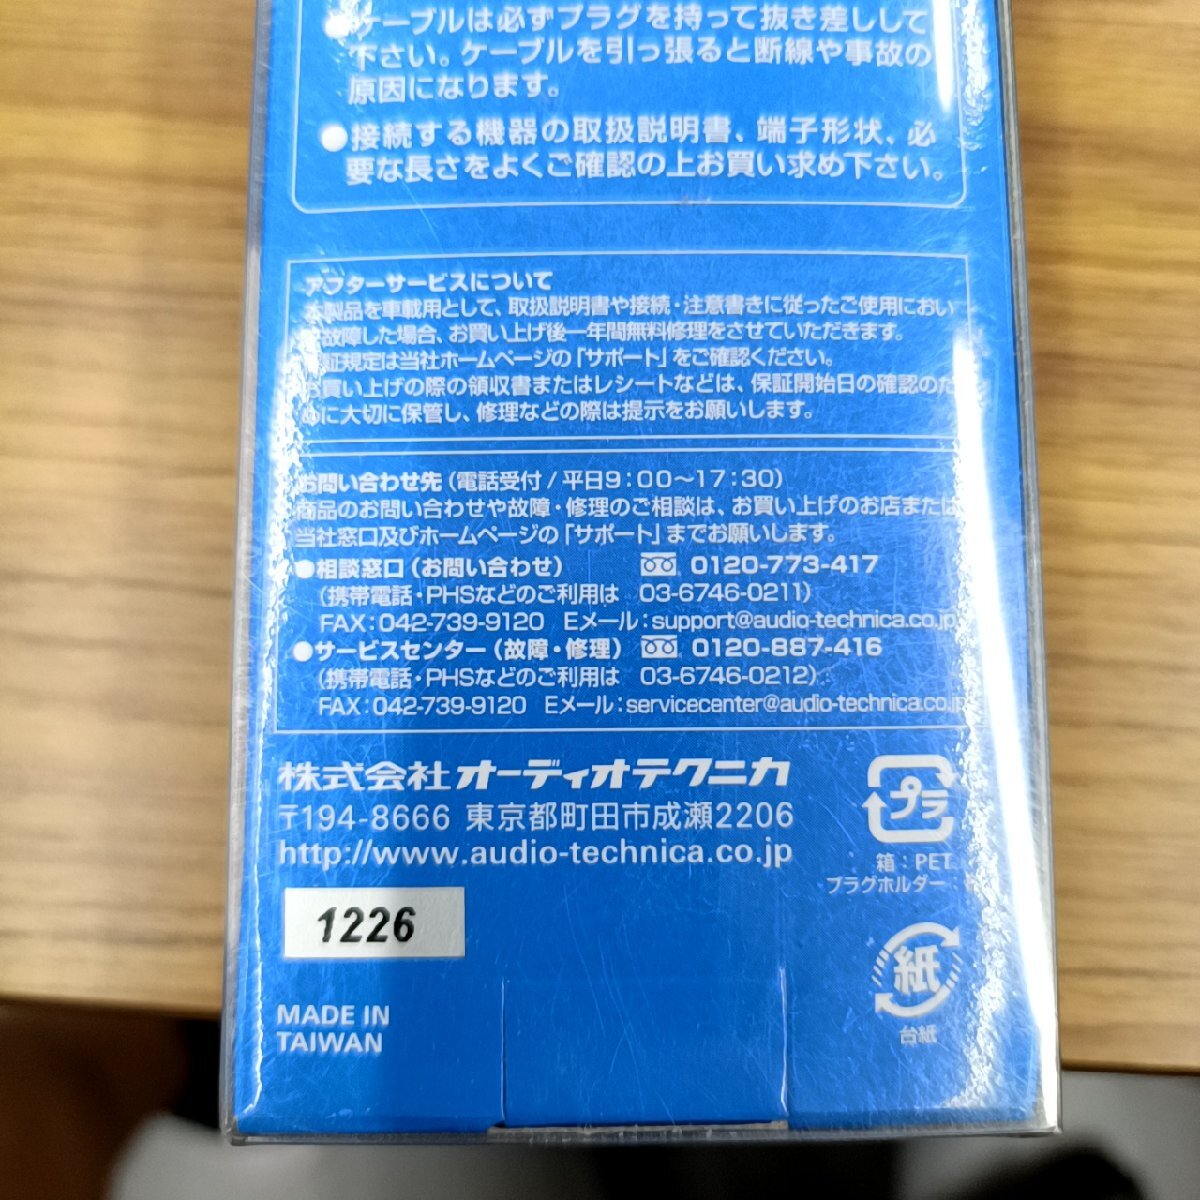 ●ケーブルは必ずプラグを持って抜き差しして
下さい。ケーブルを引っ張ると断線や事故の
原因になります。
●接続する機器の取扱説明書、端子形状、必
要な長さをよくご確認の上お買い求め下さい。
アフターサービスについて
本製品を車載用として、取扱説明書や接続・注意書きに従ったご使用におい
故障した場合、お買い上げ後一年間無料修理をさせていただきます。
証規定は当社ホームページの「サポート」をご確認ください。
お買い上げの際の領収書またはレシートなどは、保証開始日の確認のた
めに大切に保管し、修理などの際は提示をお願いします。
お問い合わせ先（電話受付/平日9：00〜17：30）
商品のお問い合わせや故障・修理のご相談は、お買い上げのお店または
当社窓口及びホームページの「サポート」までお願いします。
●相談窓口（お問い合わせ） 0120-773-417
（携帯電話・PHSなどのご利用は 03-6746-0211）
FAX：042-739-9120 Eメール：support@audio-technica.co.jp
●サービスセンター（故障・修理） 0120-887-416
（携帯電話・PHSなどのご利用は 03-6746-0212）
FAX：042-739-9120 Eメール：servicecenter@audio-technica.co.jp
株式会社オーディオテクニカ
〒194-8666 東京都町田市成瀬2206
http://www.audio-technica.co.jp
プラ
箱：PET
プラグホルダー：
1226
紙
台紙
MADE IN
TAIWAN